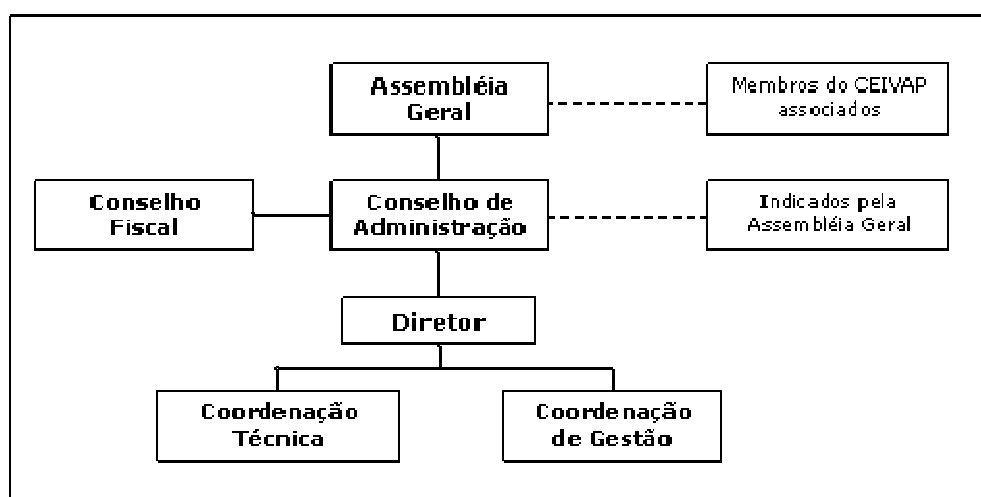 Assembléia
Geral
Membros do CEIVAP
associados
Conselho
Fiscal
Conselho de
Administração
Indicados pela
Assembléia Geral
Diretor
Coordenação
Técnica
Coordenação
de Gestão